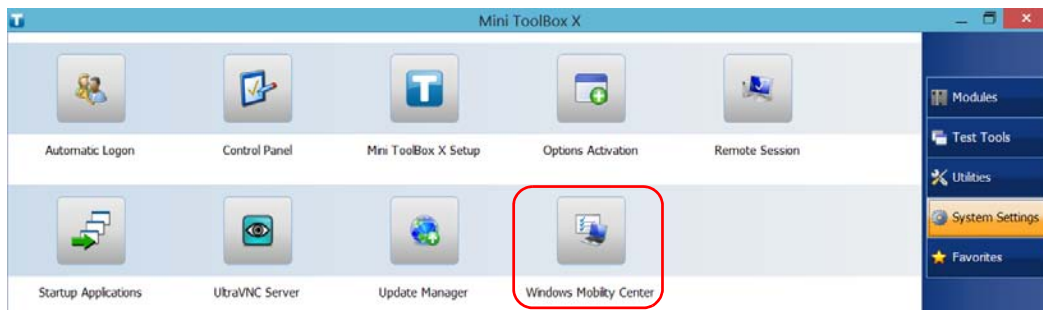 Mini ToolBox X
Automatic Logon
Control Panel
Mini ToolBox X Setup
Options Activation
Remote Session
Startup Applications
UltraVNC Server
Update Manager
Windows Mobility Center
Modules
Test Tools
Utilities
System Settings
Favorites